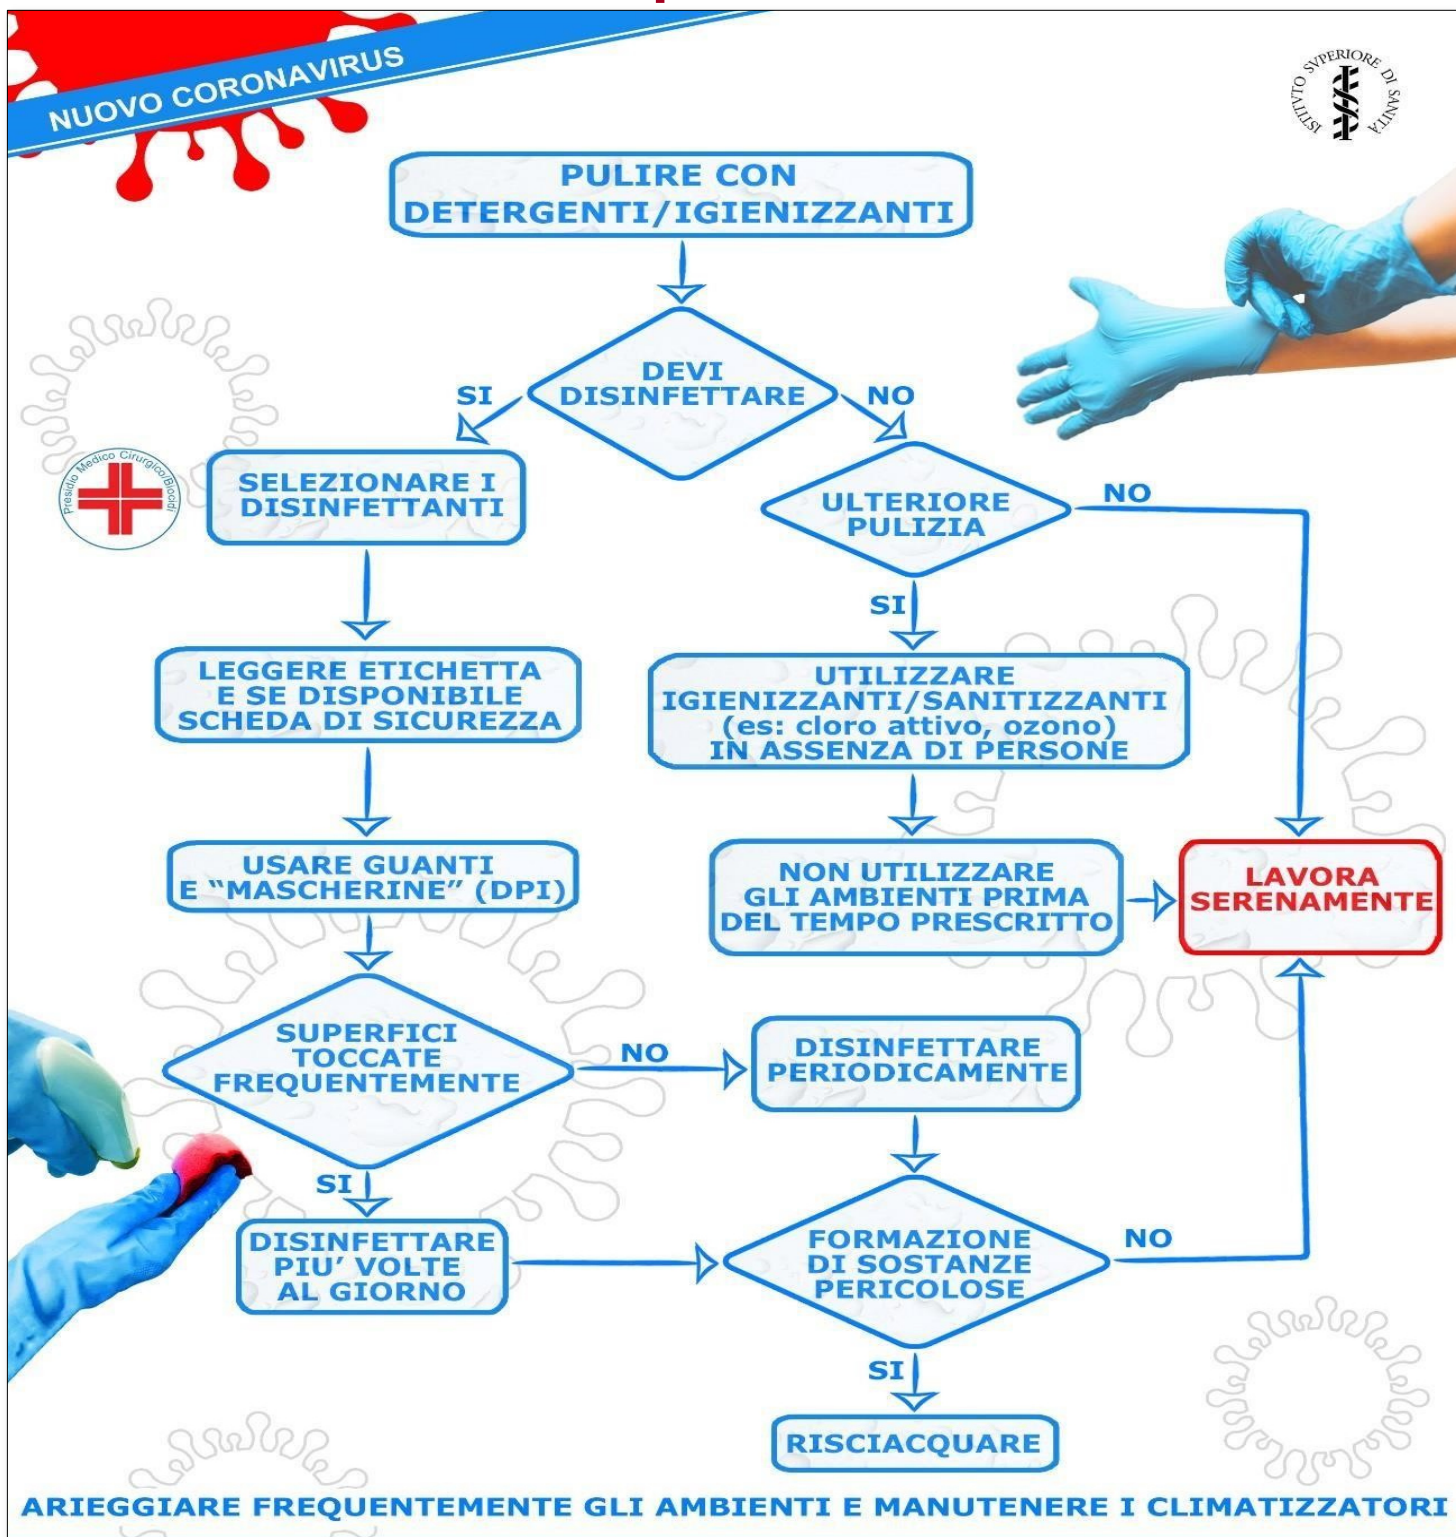 NUOVO CORONAVIRUS
ISTITVTO SVPERIORE DI SANITÀ
PULIRE CON
DETERGENTI/IGIENIZZANTI
DEVI
DISINFETTARE
SI
NO
Presidio Medico Cirurgico/Biocidi
SELEZIONARE I
DISINFETTANTI
ULTERIORE
PULIZIA
NO
SI
LEGGERE ETICHETTA
E SE DISPONIBILE
SCHEDA DI SICUREZZA
UTILIZZARE
IGIENIZZANTI/SANITIZZANTI
(es: cloro attivo, ozono)
IN ASSENZA DI PERSONE
USARE GUANTI
E “MASCHERINE” (DPI)
NON UTILIZZARE
GLI AMBIENTI PRIMA
DEL TEMPO PRESCRITTO
LAVORA
SERENAMENTE
SUPERFICI
TOCCATE
FREQUENTEMENTE
NO
DISINFETTARE
PERIODICAMENTE
SI
DISINFETTARE
PIU’ VOLTE
AL GIORNO
FORMAZIONE
DI SOSTANZE
PERICOLOSE
NO
SI
RISCIACQUARE
ARIEGGIARE FREQUENTEMENTE GLI AMBIENTI E MANUTENERE I CLIMATIZZATORI